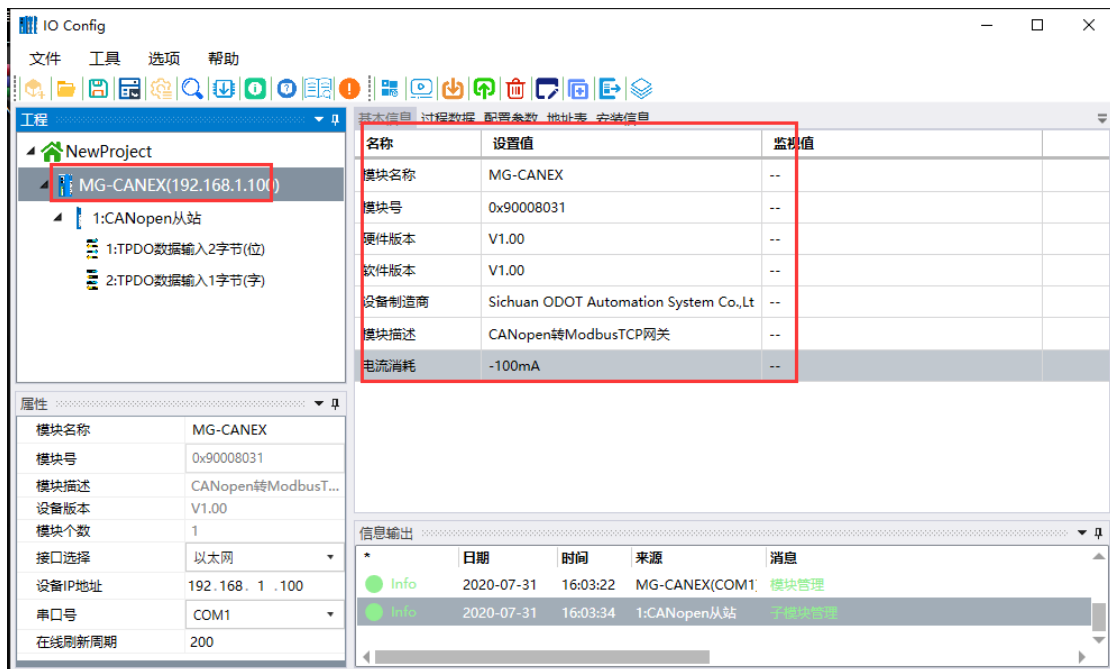 IO Config
文件 工具 选项 帮助
工程
NewProject
MG-CANEX(192.168.1.100)
1:CANopen从站
1:TPDO数据输入2字节(位)
2:TPDO数据输入1字节(字)
基本信息 过程数据 配置参数 地址表 安装信息
名称 设置值 监视值
模块名称 MG-CANEX --
模块号 0x90008031 --
硬件版本 V1.00 --
软件版本 V1.00 --
设备制造商 Sichuan ODOT Automation System Co.,Lt --
模块描述 CANopen转ModbusTCP网关 --
电流消耗 -100mA --
属性
模块名称 MG-CANEX
模块号 0x90008031
模块描述 CANopen转ModbusT...
设备版本 V1.00
模块个数 1
接口选择 以太网
设备IP地址 192.168. 1 .100
串口号 COM1
在线刷新周期 200
信息输出
* 日期 时间 来源 消息
Info 2020-07-31 16:03:22 MG-CANEX(COM1) 模块管理
Info 2020-07-31 16:03:34 1:CANopen从站 子模块管理